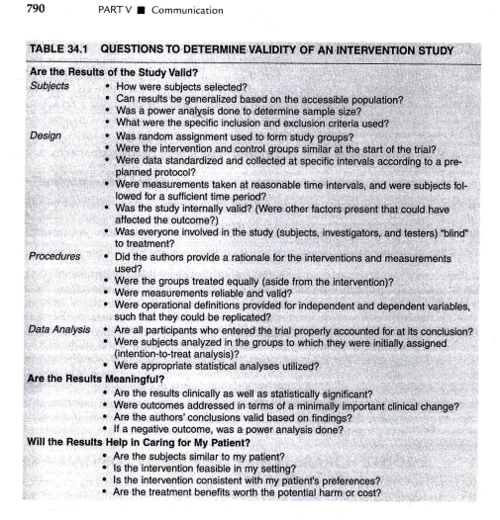 790 PART V ■ Communication
TABLE 34.1 QUESTIONS TO DETERMINE VALIDITY OF AN INTERVENTION STUDY
Are the Results of the Study Valid?
Subjects • How were subjects selected?
• Can results be generalized based on the accessible population?
• Was a power analysis done to determine sample size?
• What were the specific inclusion and exclusion criteria used?
Design • Was random assignment used to form study groups?
• Were the intervention and control groups similar at the start of the trial?
• Were data standardized and collected at specific intervals according to a pre-
planned protocol?
• Were measurements taken at reasonable time intervals, and were subjects fol-
lowed for a sufficient time period?
• Was the study internally valid? (Were other factors present that could have
affected the outcome?)
• Was everyone involved in the study (subjects, investigators, and testers) "blind"
to treatment?
Procedures • Did the authors provide a rationale for the interventions and measurements
used?
• Were the groups treated equally (aside from the intervention)?
• Were measurements reliable and valid?
• Were operational definitions provided for independent and dependent variables,
such that they could be replicated?
Data Analysis • Are all participants who entered the trial properly accounted for at its conclusion?
• Were subjects analyzed in the groups to which they were initially assigned
(intention-to-treat analysis)?
• Were appropriate statistical analyses utilized?
Are the Results Meaningful?
• Are the results clinically as well as statistically significant?
• Were outcomes addressed in terms of a minimally important clinical change?
• Are the authors' conclusions valid based on findings?
• If a negative outcome, was a power analysis done?
Will the Results Help in Caring for My Patient?
• Are the subjects similar to my patient?
• Is the intervention feasible in my setting?
• Is the intervention consistent with my patient's preferences?
• Are the treatment benefits worth the potential harm or cost?